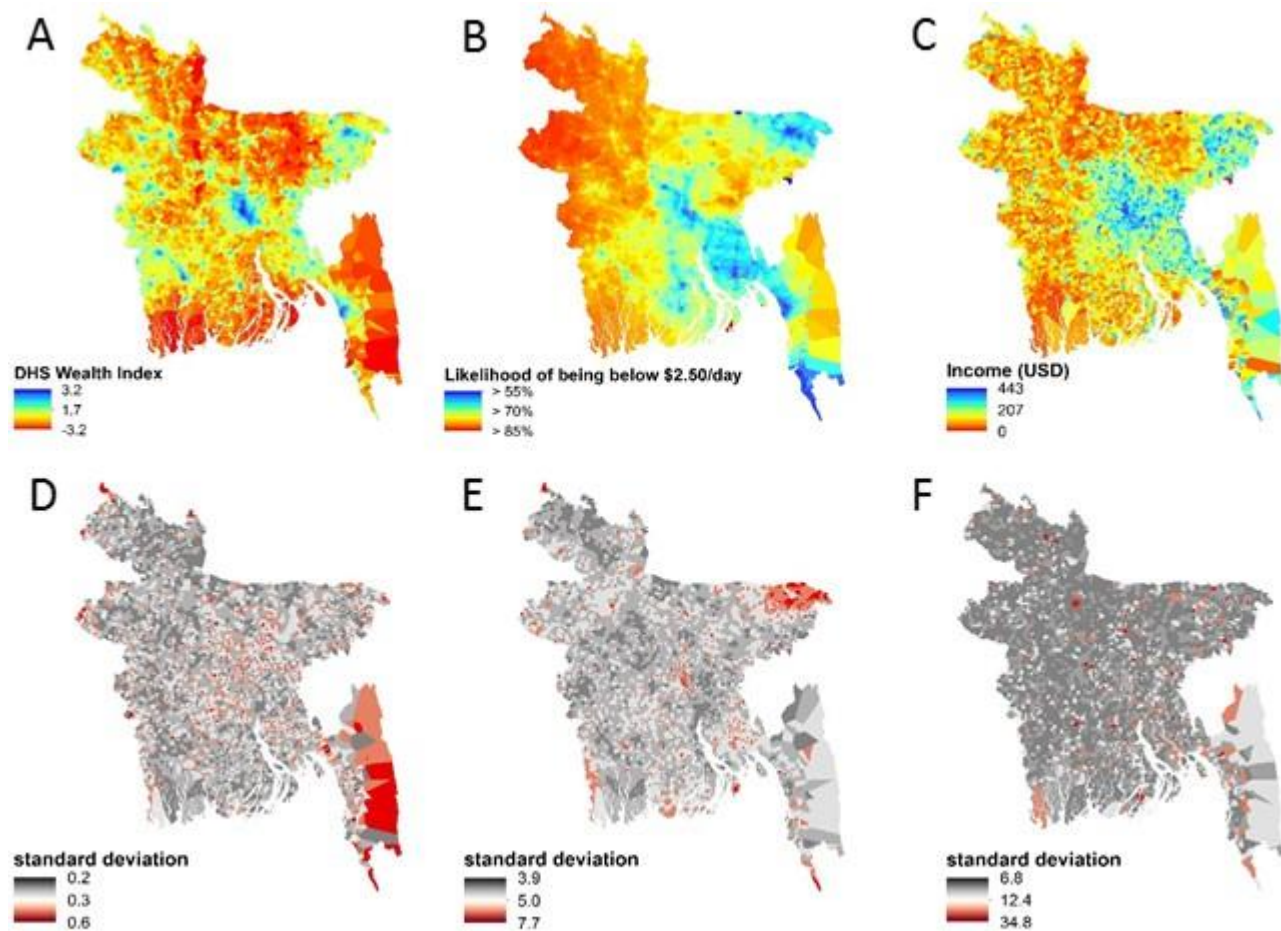 A
B
C
DHS Wealth Index
3.2
1.7
-3.2
Likelihood of being below $2.50/day
> 55%
> 70%
> 85%
Income (USD)
443
207
0
D
E
F
standard deviation
0.2
0.3
0.6
standard deviation
3.9
5.0
7.7
standard deviation
6.8
12.4
34.8